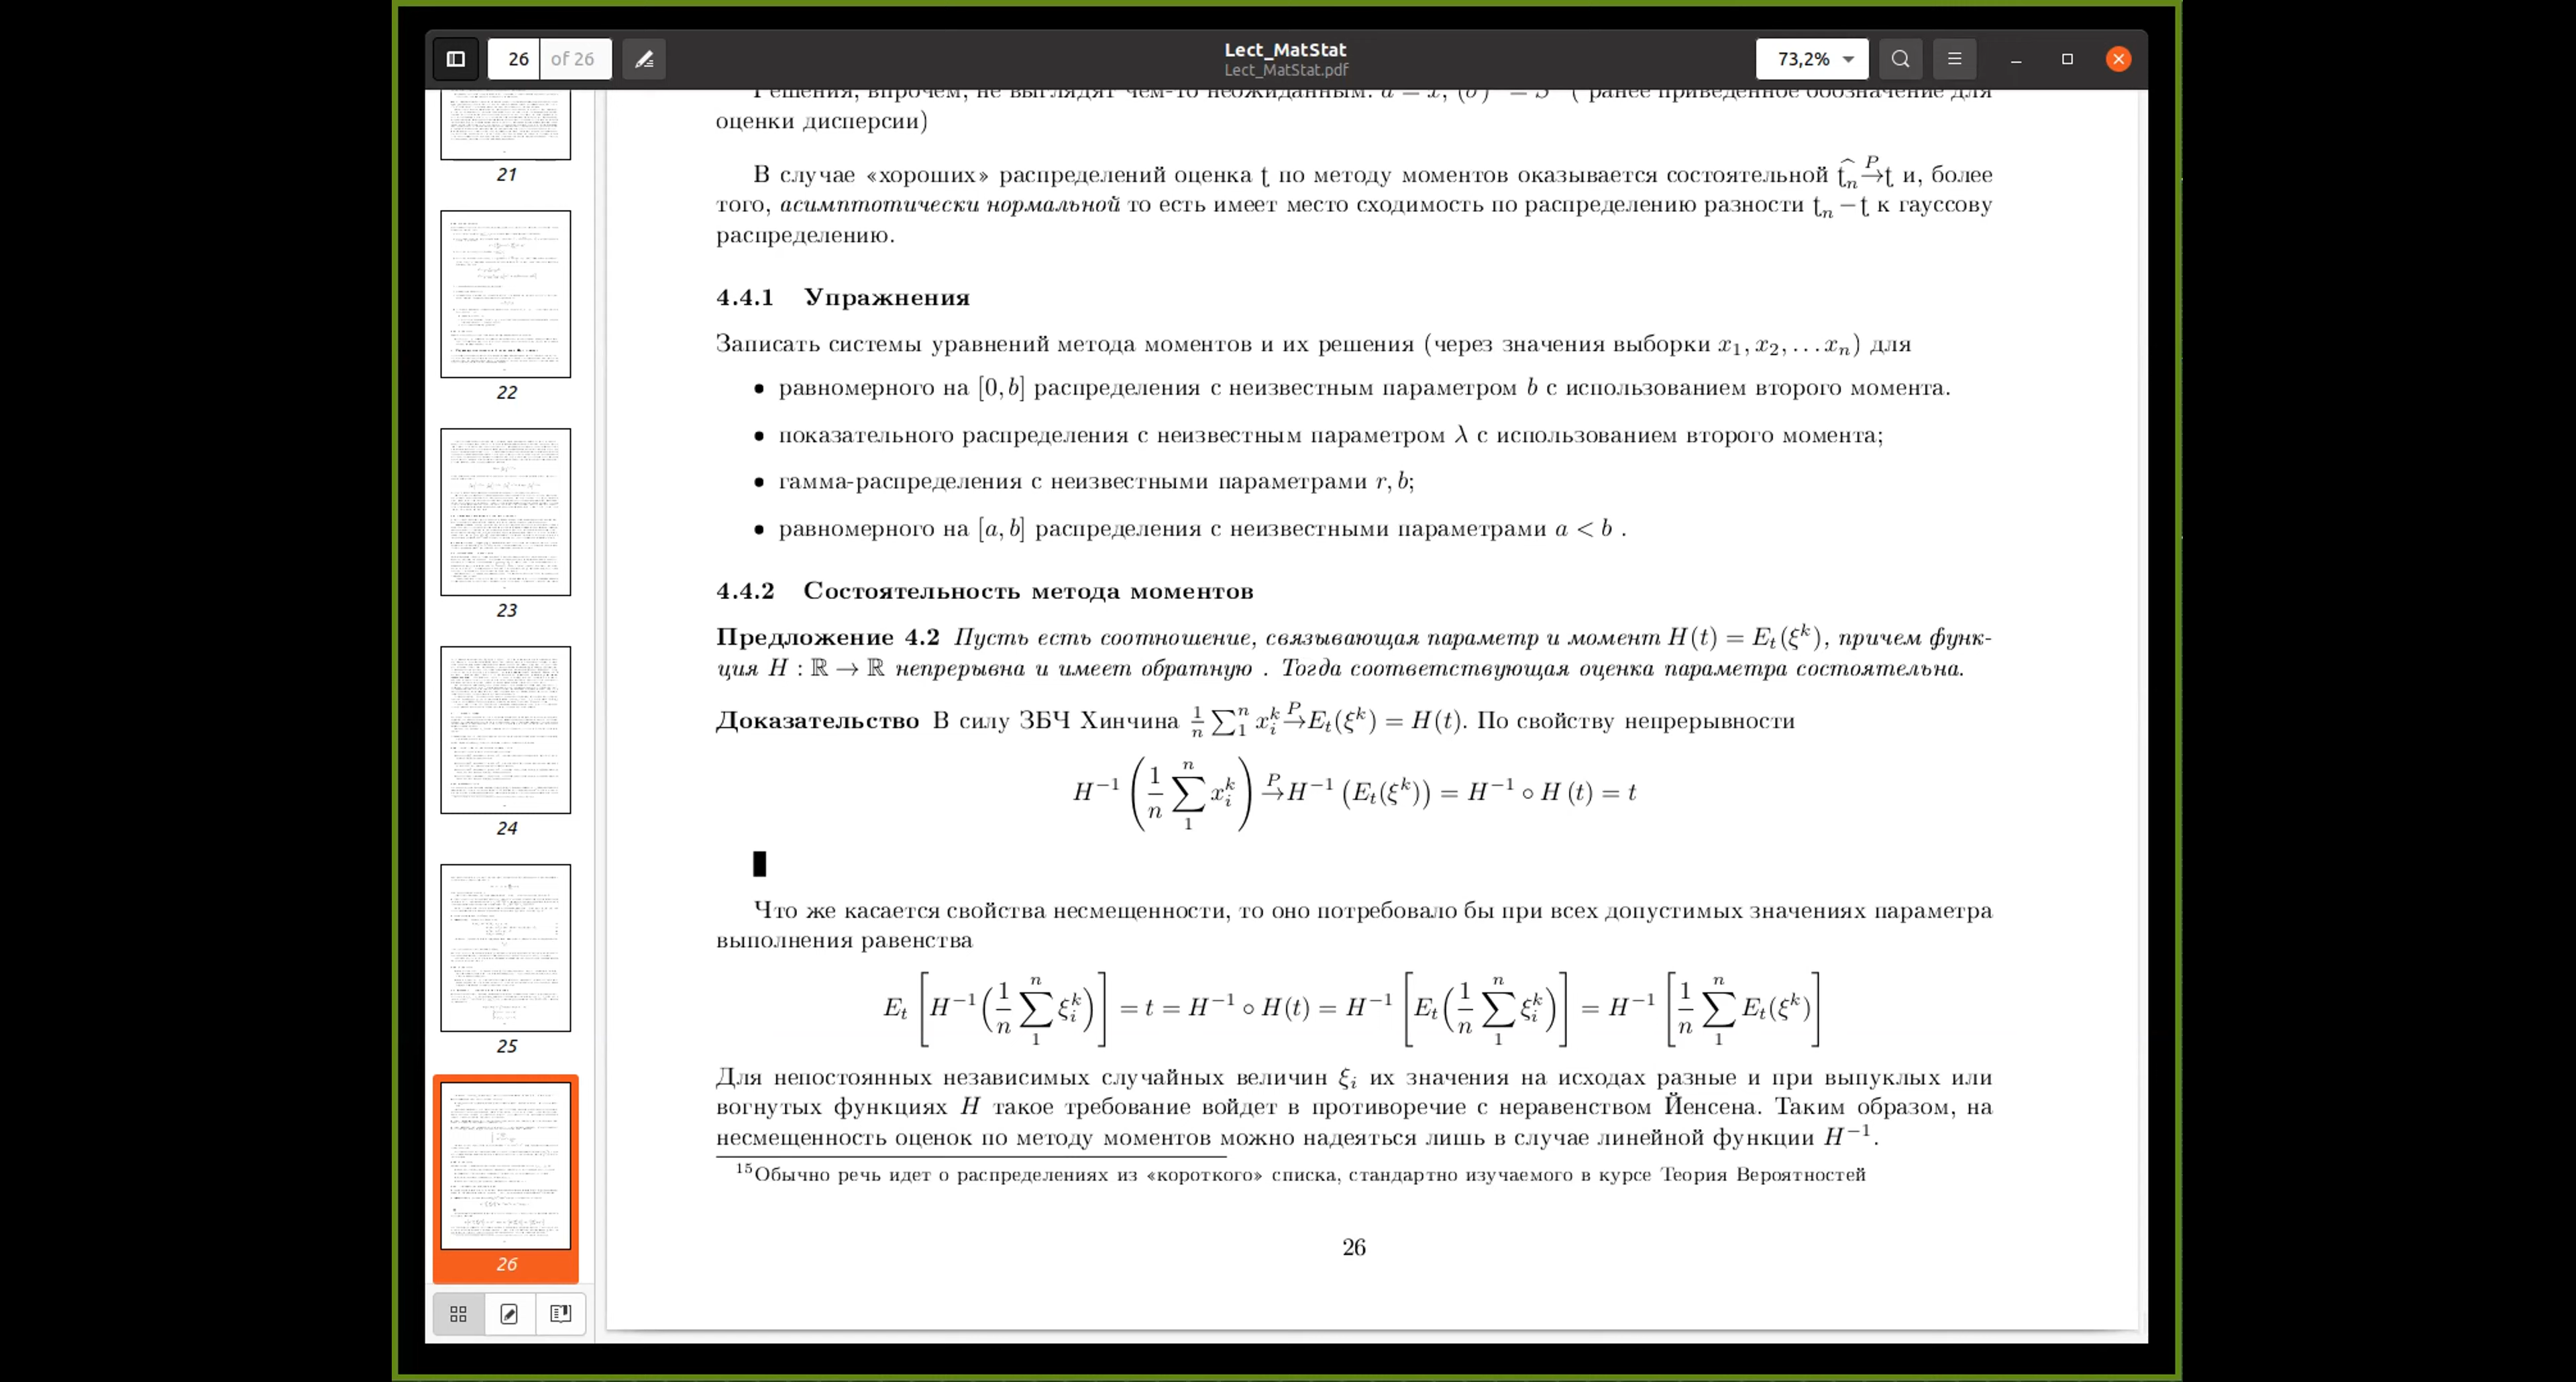 26 of 26
Lect_MatStat
Lect_MatStat.pdf
73,2%
21
22
23
24
25
26
Решения, впрочем, не выглядят чем-то неожиданным: ( ранее приведенное обозначение для
оценки дисперсии)
В случае «хороших» распределений оценка t по методу моментов оказывается состоятельной t̂ₙ →ᴾ t и, более
того, асимптотически нормальной то есть имеет место сходимость по распределению разности tₙ − t к гауссову
распределению.
4.4.1 Упражнения
Записать системы уравнений метода моментов и их решения (через значения выборки x₁, x₂, . . . xₙ) для
• равномерного на [0, b] распределения с неизвестным параметром b с использованием второго момента.
• показательного распределения с неизвестным параметром λ с использованием второго момента;
• гамма-распределения с неизвестными параметрами r, b;
• равномерного на [a, b] распределения с неизвестными параметрами a < b .
4.4.2 Состоятельность метода моментов
Предложение 4.2 Пусть есть соотношение, связывающая параметр и момент H(t) = Eₜ(ξᵏ), причем функ-
ция H : ℝ → ℝ непрерывна и имеет обратную . Тогда соответствующая оценка параметра состоятельна.
Доказательство В силу ЗБЧ Хинчина 1/n ∑₁ⁿ xᵢᵏ →ᴾ Eₜ(ξᵏ) = H(t). По свойству непрерывности
H⁻¹ (1/n ∑₁ⁿ xᵢᵏ) →ᴾ H⁻¹ (Eₜ(ξᵏ)) = H⁻¹ ∘ H (t) = t
Что же касается свойства несмещенности, то оно потребовало бы при всех допустимых значениях параметра
выполнения равенства
Eₜ [H⁻¹(1/n ∑₁ⁿ ξᵢᵏ)] = t = H⁻¹ ∘ H(t) = H⁻¹ [Eₜ(1/n ∑₁ⁿ ξᵢᵏ)] = H⁻¹ [1/n ∑₁ⁿ Eₜ(ξᵏ)]
Для непостоянных независимых случайных величин ξᵢ их значения на исходах разные и при выпуклых или
вогнутых функциях H такое требование войдет в противоречие с неравенством Йенсена. Таким образом, на
несмещенность оценок по методу моментов можно надеяться лишь в случае линейной функции H⁻¹.
¹⁵Обычно речь идет о распределениях из «короткого» списка, стандартно изучаемого в курсе Теория Вероятностей
26